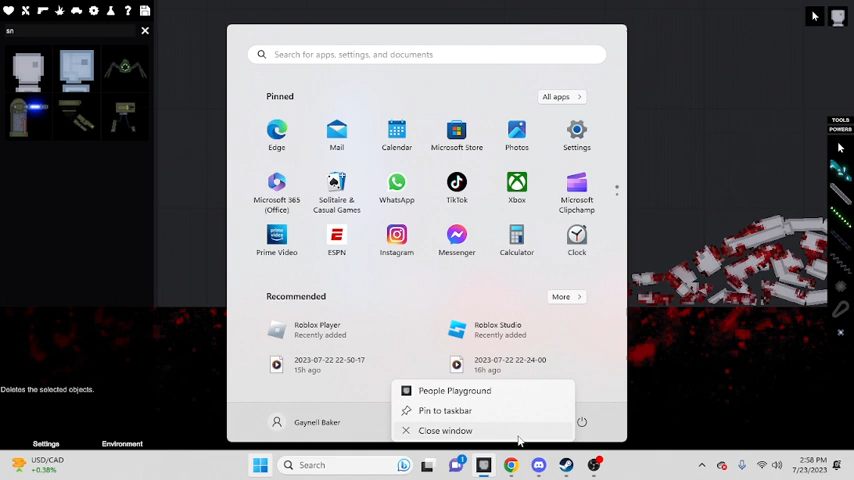 sn
Search for apps, settings, and documents
Pinned
All apps
Edge
Mail
Calendar
Microsoft Store
Photos
Settings
Microsoft 365
(Office)
Solitaire &
Casual Games
WhatsApp
TikTok
Xbox
Microsoft
Clipchamp
Prime Video
ESPN
Instagram
Messenger
Calculator
Clock
Recommended
More
Roblox Player
Recently added
Roblox Studio
Recently added
2023-07-22 22-50-17
15h ago
2023-07-22 22-24-00
16h ago
People Playground
Pin to taskbar
Close window
Gaynell Baker
TOOLS
POWERS
Deletes the selected objects.
Settings
Environment
USD/CAD
+0.38%
Search
1
2:58 PM
7/23/2023